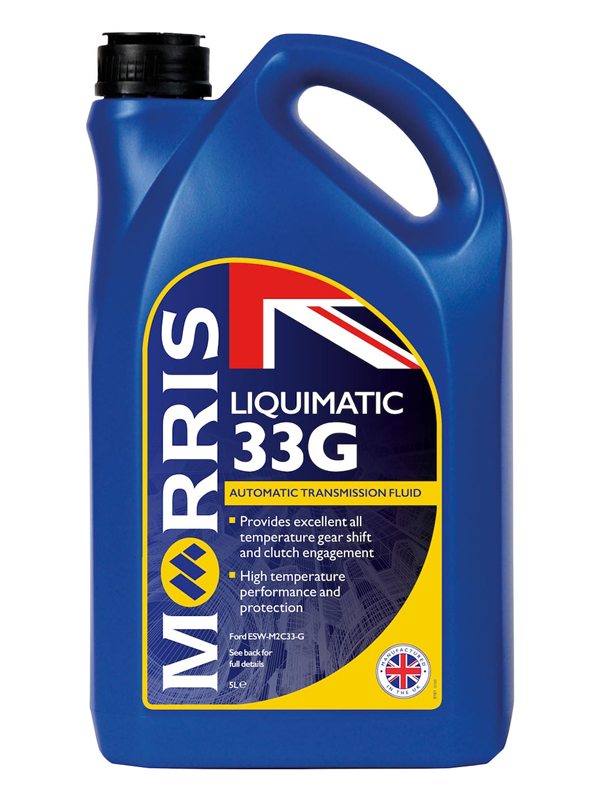 MORRIS
LIQUIMATIC
33G
AUTOMATIC TRANSMISSION FLUID
Provides excellent all
temperature gear shift
and clutch engagement
High temperature
performance and
protection
Ford ESW-M2C33-G
See back for
full details
5L℮
MANUFACTURED
IN THE UK